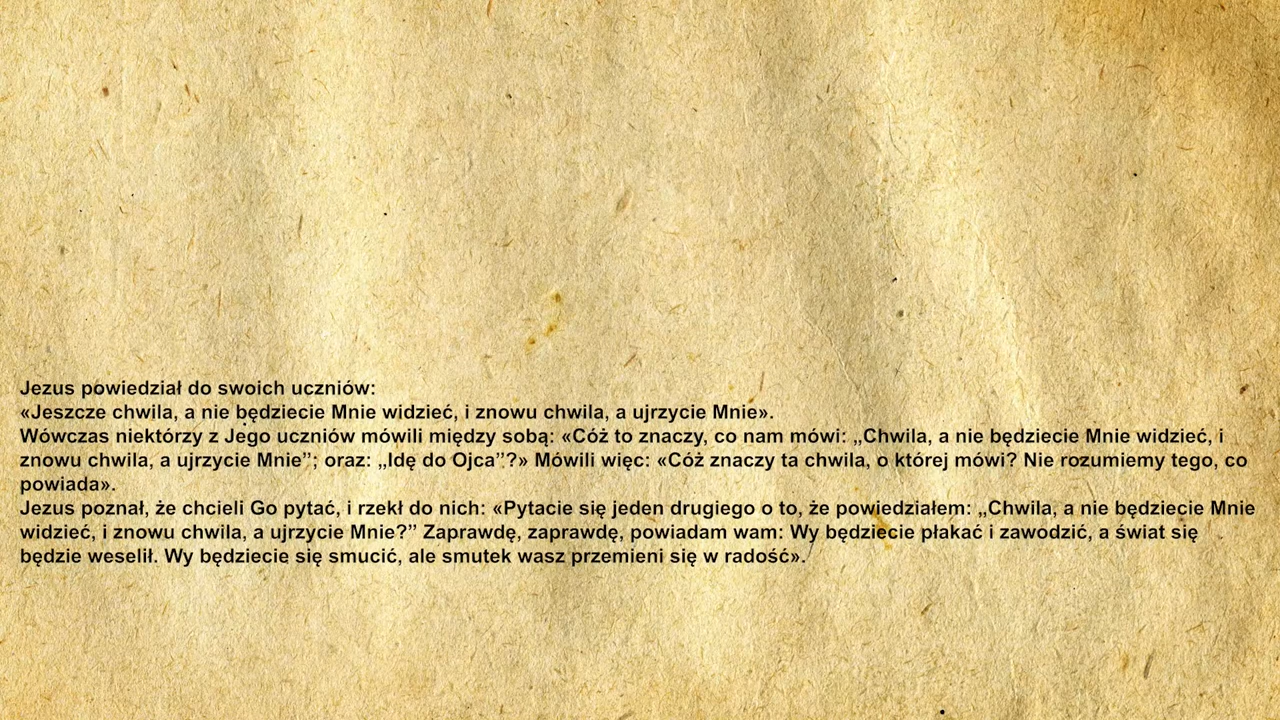 Jezus powiedział do swoich uczniów:
«Jeszcze chwila, a nie będziecie Mnie widzieć, i znowu chwila, a ujrzycie Mnie».
Wówczas niektórzy z Jego uczniów mówili między sobą: «Cóż to znaczy, co nam mówi: „Chwila, a nie będziecie Mnie widzieć, i
znowu chwila, a ujrzycie Mnie”; oraz: „Idę do Ojca”?» Mówili więc: «Cóż znaczy ta chwila, o której mówi? Nie rozumiemy tego, co
powiada».
Jezus poznał, że chcieli Go pytać, i rzekł do nich: «Pytacie się jeden drugiego o to, że powiedziałem: „Chwila, a nie będziecie Mnie
widzieć, i znowu chwila, a ujrzycie Mnie?” Zaprawdę, zaprawdę, powiadam wam: Wy będziecie płakać i zawodzić, a świat się
będzie weselił. Wy będziecie się smucić, ale smutek wasz przemieni się w radość».